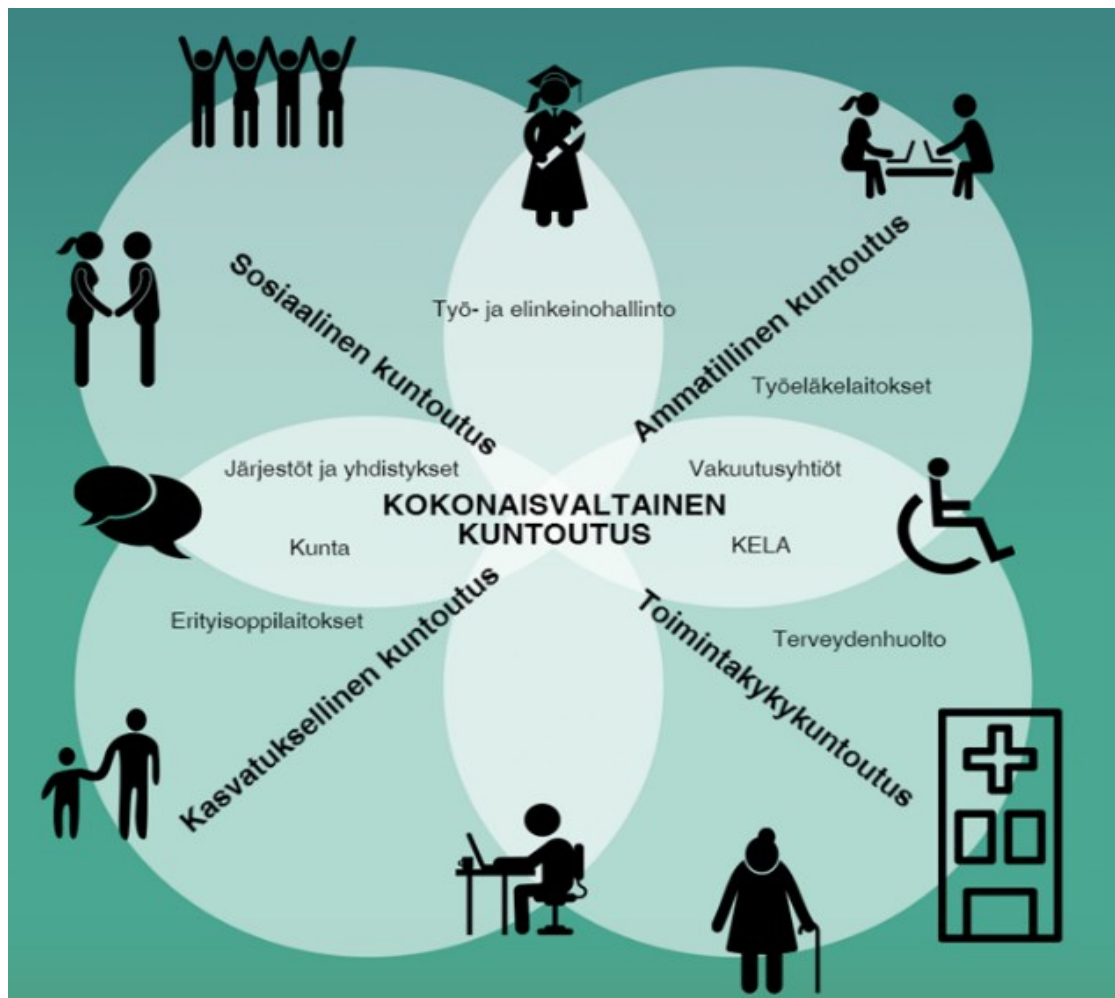 Sosiaalinen kuntoutus
Työ- ja elinkeinohallinto
Ammatillinen kuntoutus
Työeläkelaitokset
Järjestöt ja yhdistykset
Vakuutusyhtiöt
KOKONAISVALTAINEN
KUNTOUTUS
Kunta
KELA
Erityisoppilaitokset
Terveydenhuolto
Kasvatuksellinen kuntoutus
Toimintakykykuntoutus